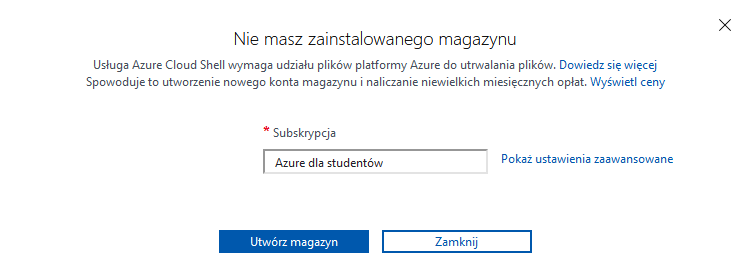 Nie masz zainstalowanego magazynu
Usługa Azure Cloud Shell wymaga udziału plików platformy Azure do utrwalania plików. Dowiedz się więcej
Spowoduje to utworzenie nowego konta magazynu i naliczanie niewielkich miesięcznych opłat. Wyświetl ceny
* Subskrypcja
Azure dla studentów
Pokaż ustawienia zaawansowane
Utwórz magazyn
Zamknij